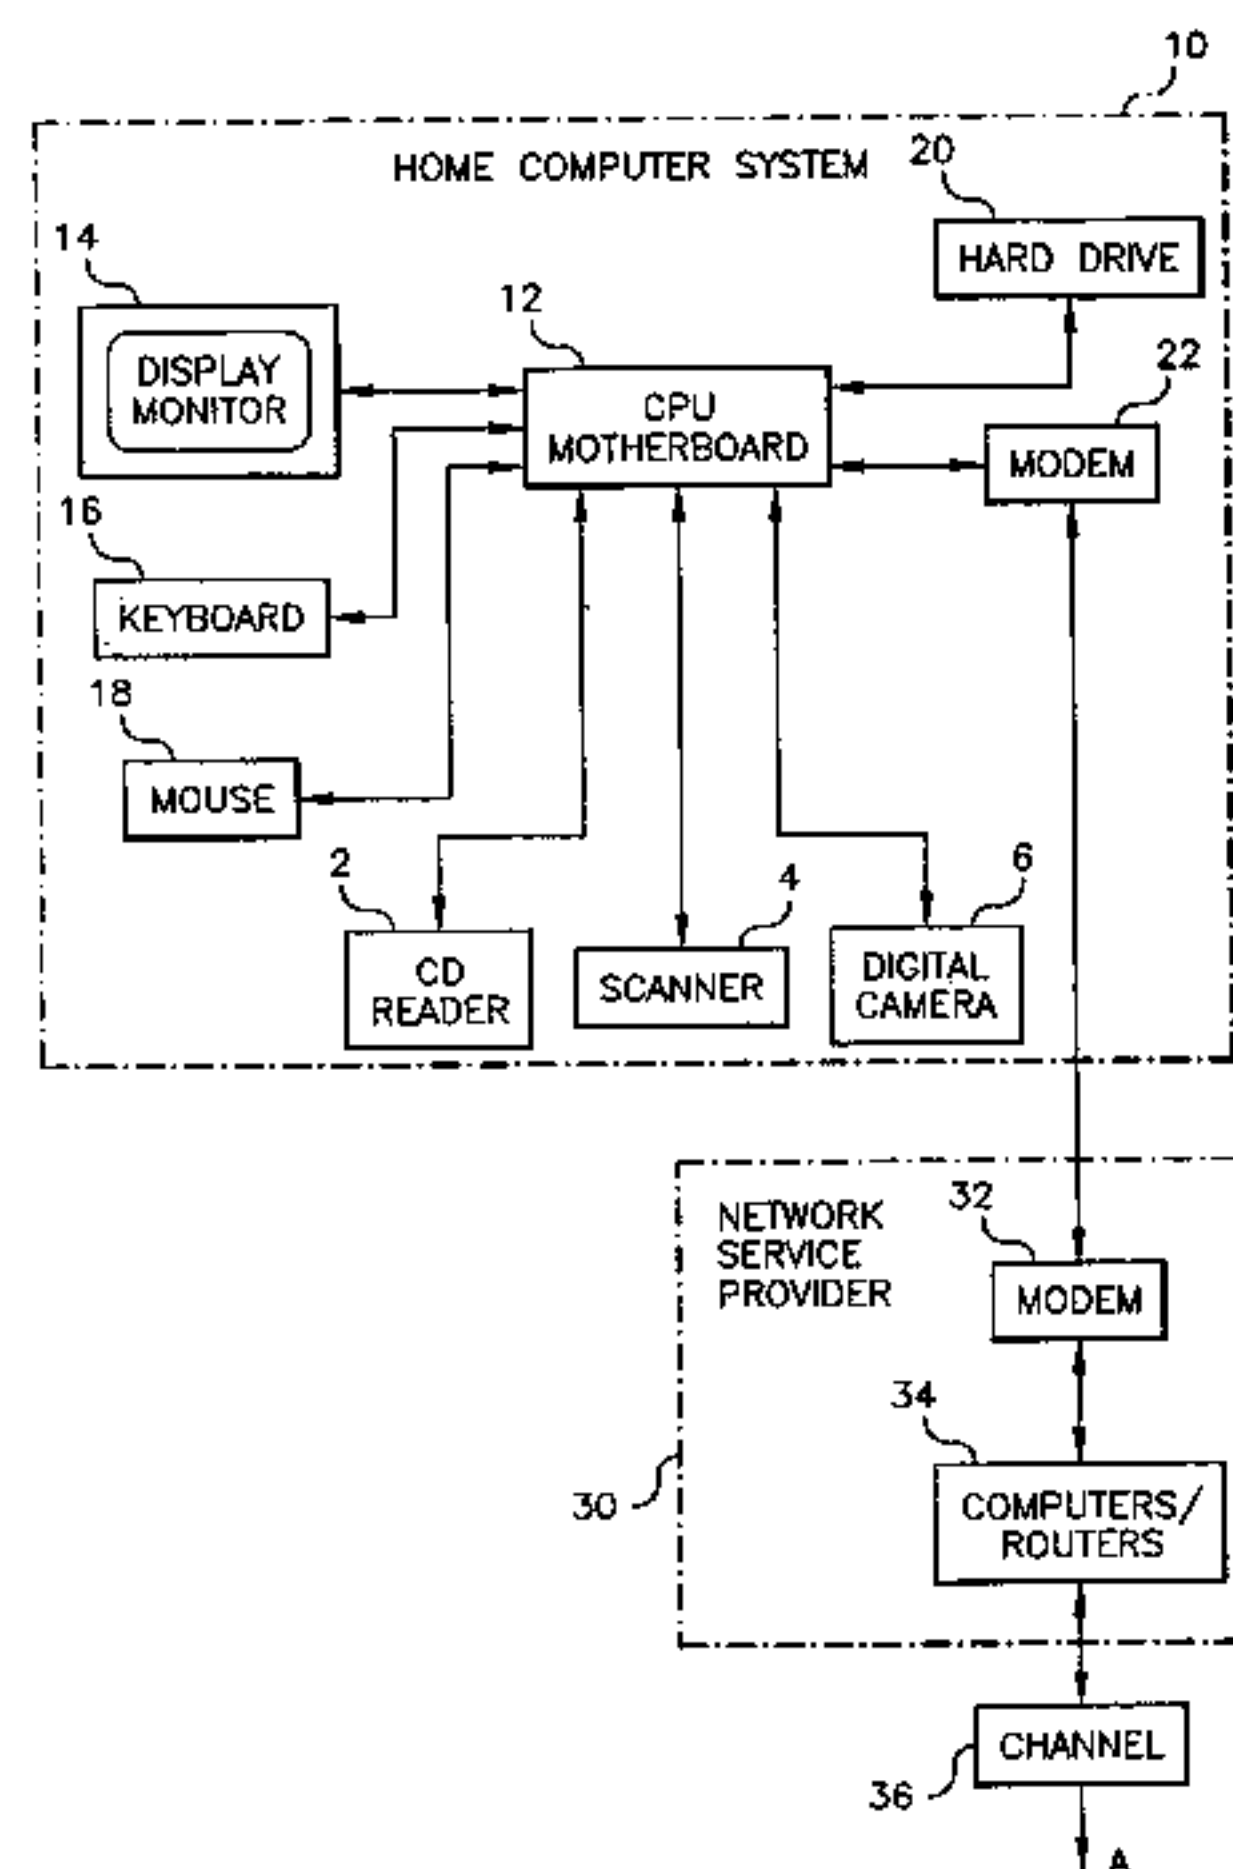 10
HOME COMPUTER SYSTEM
20
HARD DRIVE
14
DISPLAY
MONITOR
12
CPU
MOTHERBOARD
22
MODEM
16
KEYBOARD
18
MOUSE
2
CD
READER
4
SCANNER
6
DIGITAL
CAMERA
NETWORK
SERVICE
PROVIDER
32
MODEM
34
COMPUTERS/
ROUTERS
30
CHANNEL
36
A